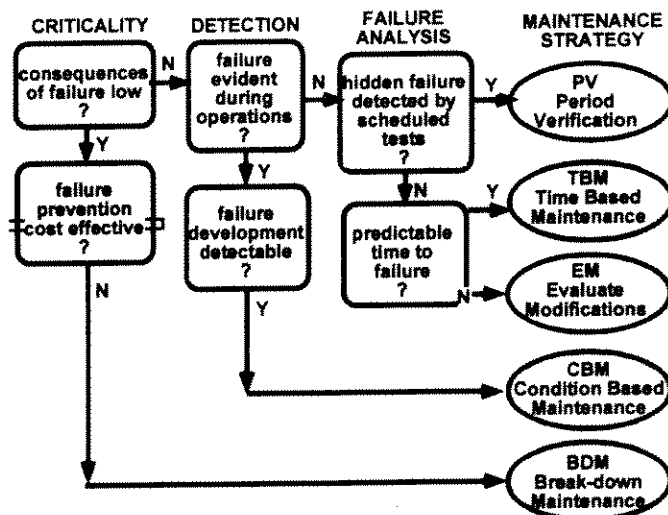 CRITICALITY
DETECTION
FAILURE
ANALYSIS
MAINTENANCE
STRATEGY
consequences
of failure low
?
N
failure
evident
during
operations
?
N
hidden failure
detected by
scheduled
tests
?
Y
PV
Period
Verification
Y
failure
prevention
cost effective
?
Y
failure
development
detectable
?
N
predictable
time to
failure
?
Y
TBM
Time Based
Maintenance
N
EM
Evaluate
Modifications
N
Y
CBM
Condition Based
Maintenance
BDM
Break-down
Maintenance